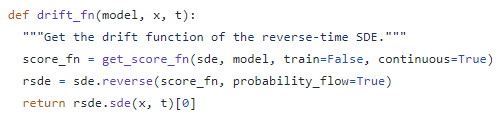 def drift_fn(model, x, t):
  """Get the drift function of the reverse-time SDE."""
  score_fn = get_score_fn(sde, model, train=False, continuous=True)
  rsde = sde.reverse(score_fn, probability_flow=True)
  return rsde.sde(x, t)[0]